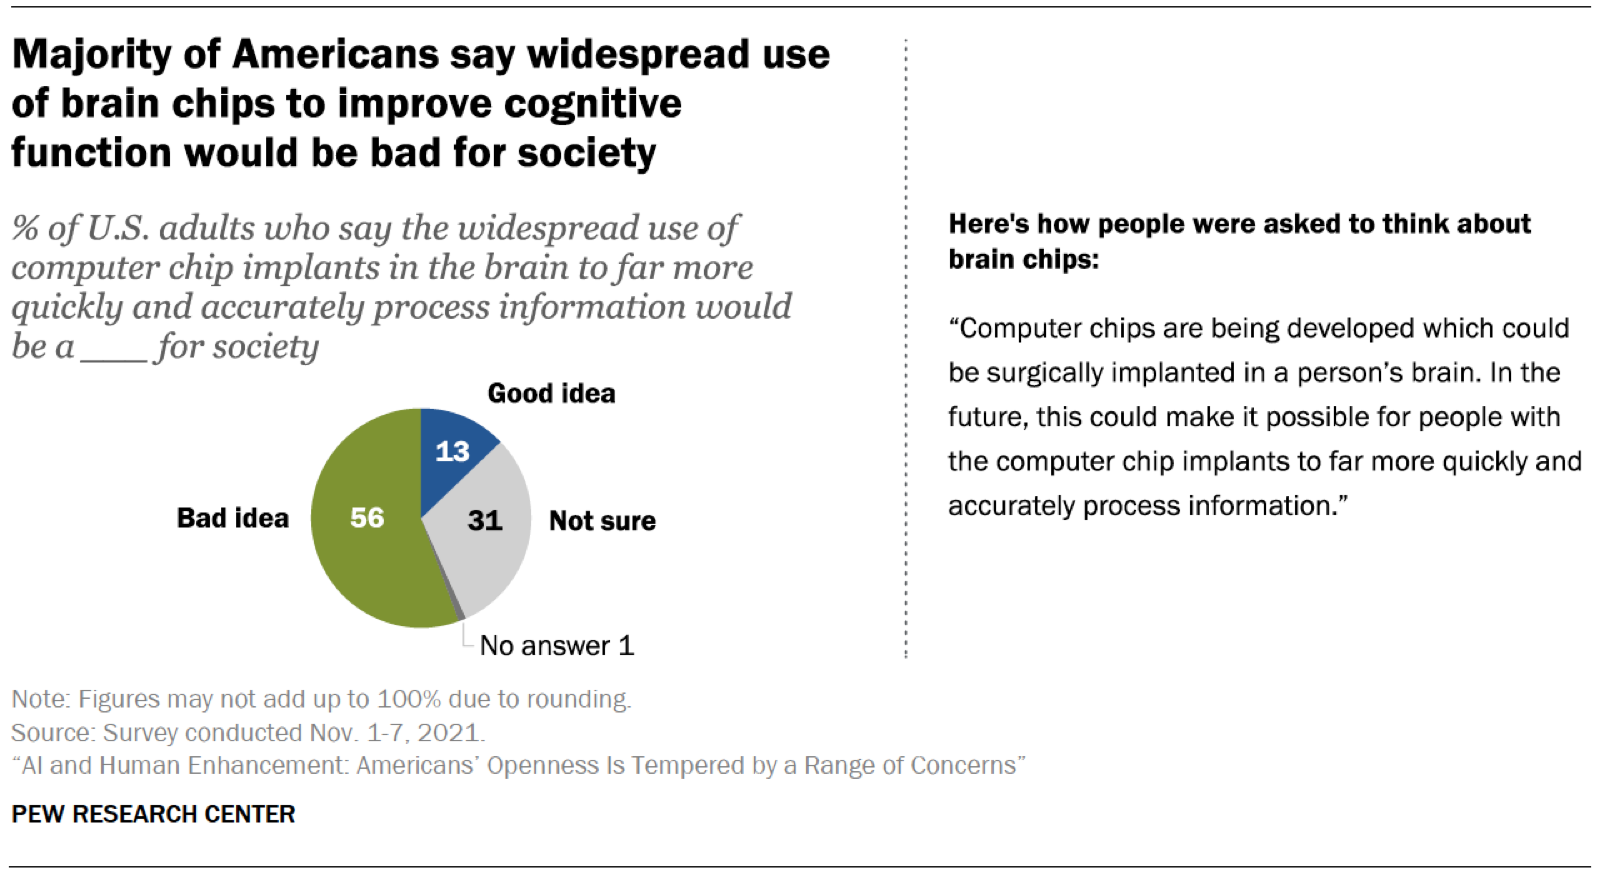 Majority of Americans say widespread use
of brain chips to improve cognitive
function would be bad for society
% of U.S. adults who say the widespread use of
computer chip implants in the brain to far more
quickly and accurately process information would
be a ____ for society
Good idea
13
Bad idea
56
31
Not sure
No answer 1
Here's how people were asked to think about
brain chips:
“Computer chips are being developed which could
be surgically implanted in a person’s brain. In the
future, this could make it possible for people with
the computer chip implants to far more quickly and
accurately process information.”
Note: Figures may not add up to 100% due to rounding.
Source: Survey conducted Nov. 1-7, 2021.
“AI and Human Enhancement: Americans’ Openness Is Tempered by a Range of Concerns”
PEW RESEARCH CENTER